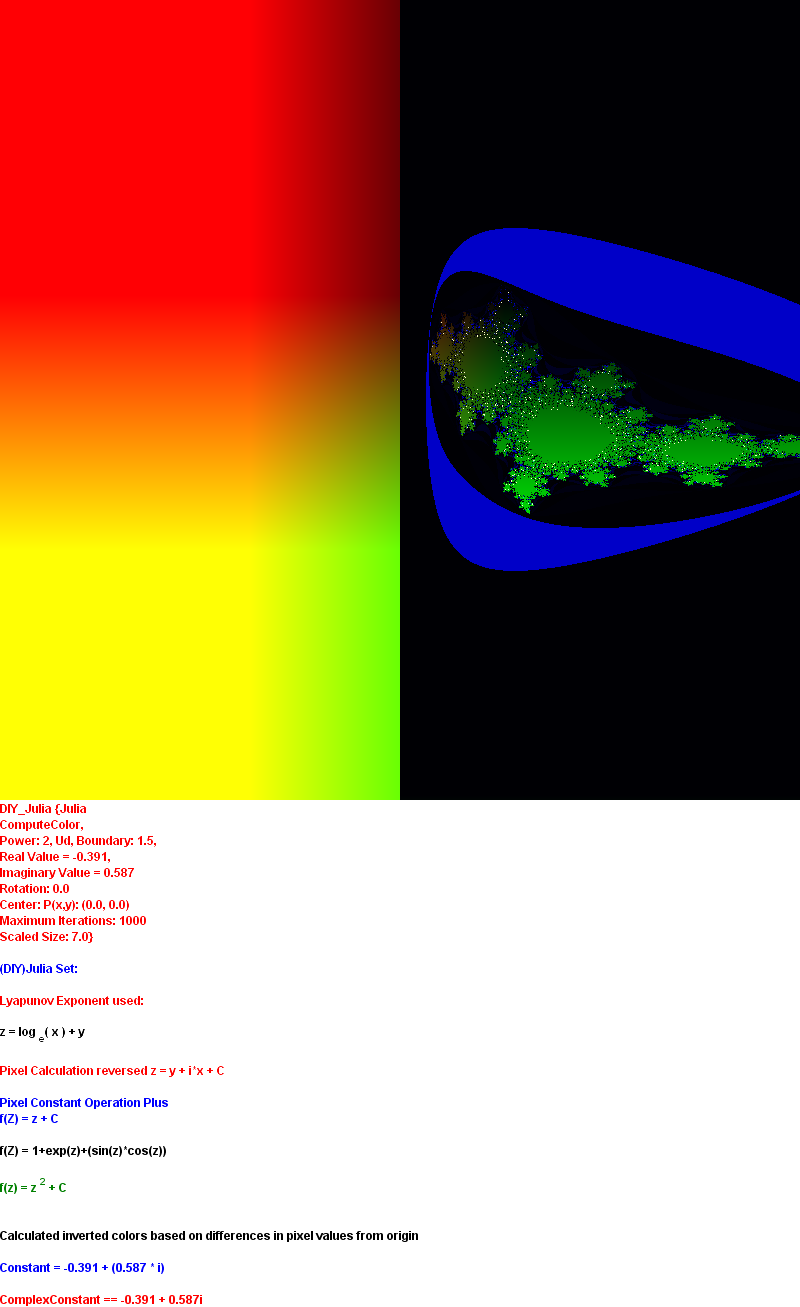 DIY_Julia {Julia
ComputeColor,
Power: 2, Ud, Boundary: 1.5,
Real Value = -0.391,
Imaginary Value = 0.587
Rotation: 0.0
Center: P(x,y): (0.0, 0.0)
Maximum Iterations: 1000
Scaled Size: 7.0}
(DIY)Julia Set:
Lyapunov Exponent used:
z = log e ( x ) + y
Pixel Calculation reversed z = y + i*x + C
Pixel Constant Operation Plus
f(Z) = z + C
f(Z) = 1+exp(z)+(sin(z)*cos(z))
f(z) = z 2 + C
Calculated inverted colors based on differences in pixel values from origin
Constant = -0.391 + (0.587 * i)
ComplexConstant == -0.391 + 0.587i